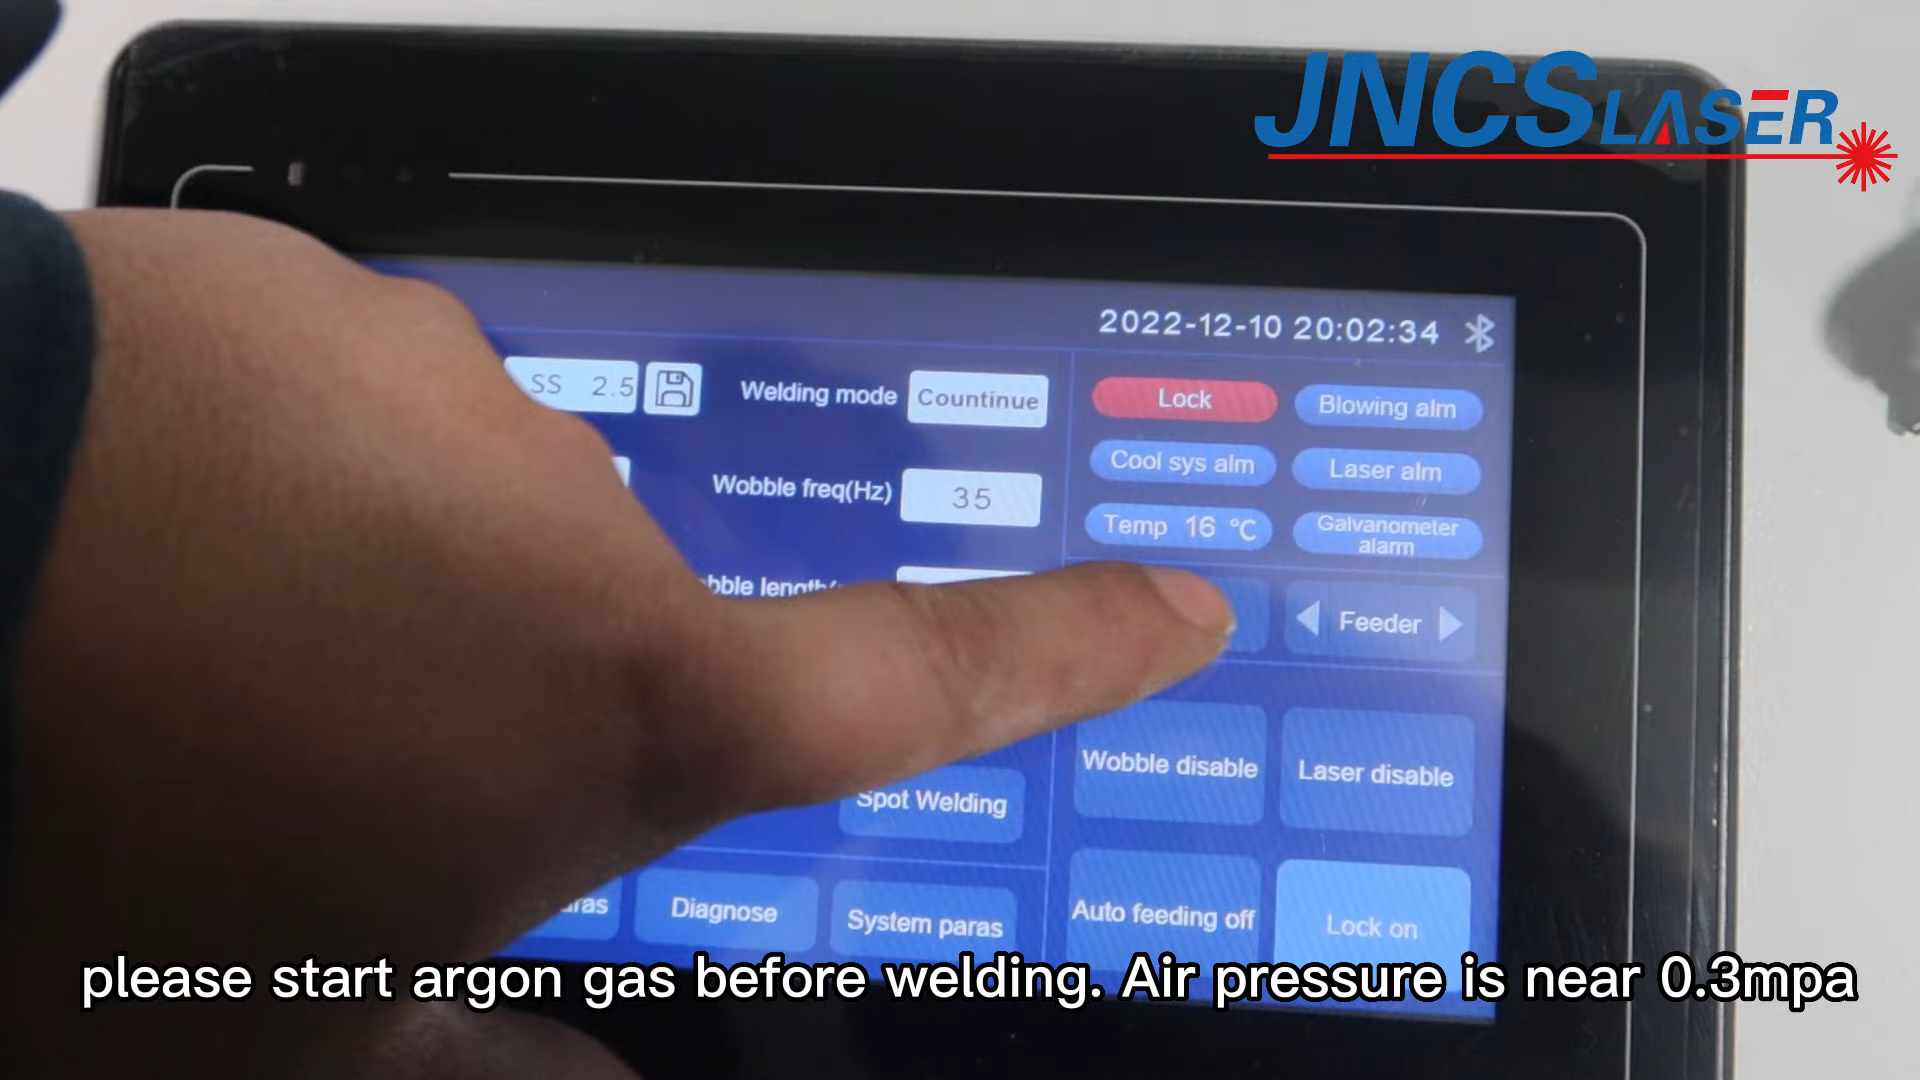 JNCS LASER
2022-12-10 20:02:34
SS 2.5
Welding mode
Countinue
Lock
Blowing alm
Cool sys alm
Laser alm
Wobble freq(Hz)
35
Temp 16 ℃
Galvanometer
alarm
Feeder
Wobble disable
Laser disable
Spot Welding
Diagnose
System paras
Auto feeding off
Lock on
please start argon gas before welding. Air pressure is near 0.3mpa